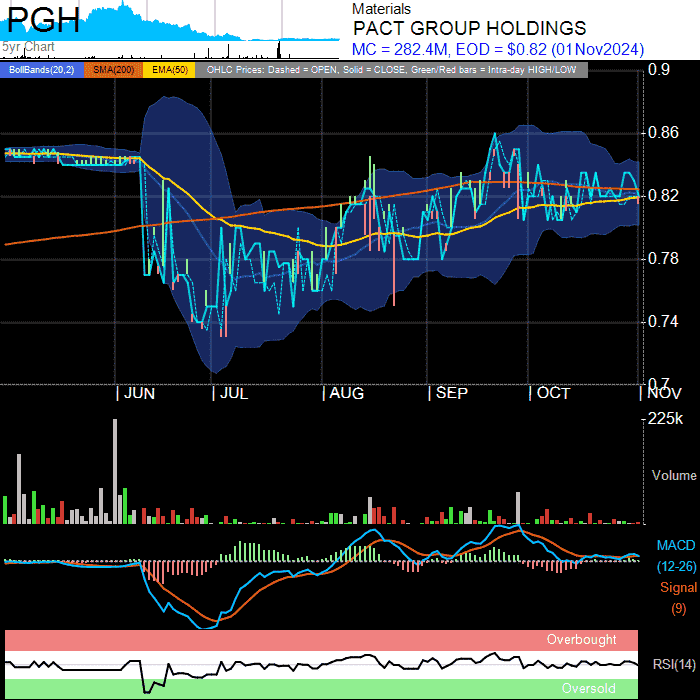 PGH
5yr Chart
Materials
PACT GROUP HOLDINGS
MC = 282.4M, EOD = $0.82 (01Nov2024)
BollBands(20,2) SMA(200) EMA(50) OHLC Prices: Dashed = OPEN, Solid = CLOSE, Green/Red bars = Intra-day HIGH/LOW
0.9
0.86
0.82
0.78
0.74
0.7
JUN JUL AUG SEP OCT NOV
225k
Volume
MACD
(12-26)
Signal
(9)
Overbought
RSI(14)
Oversold